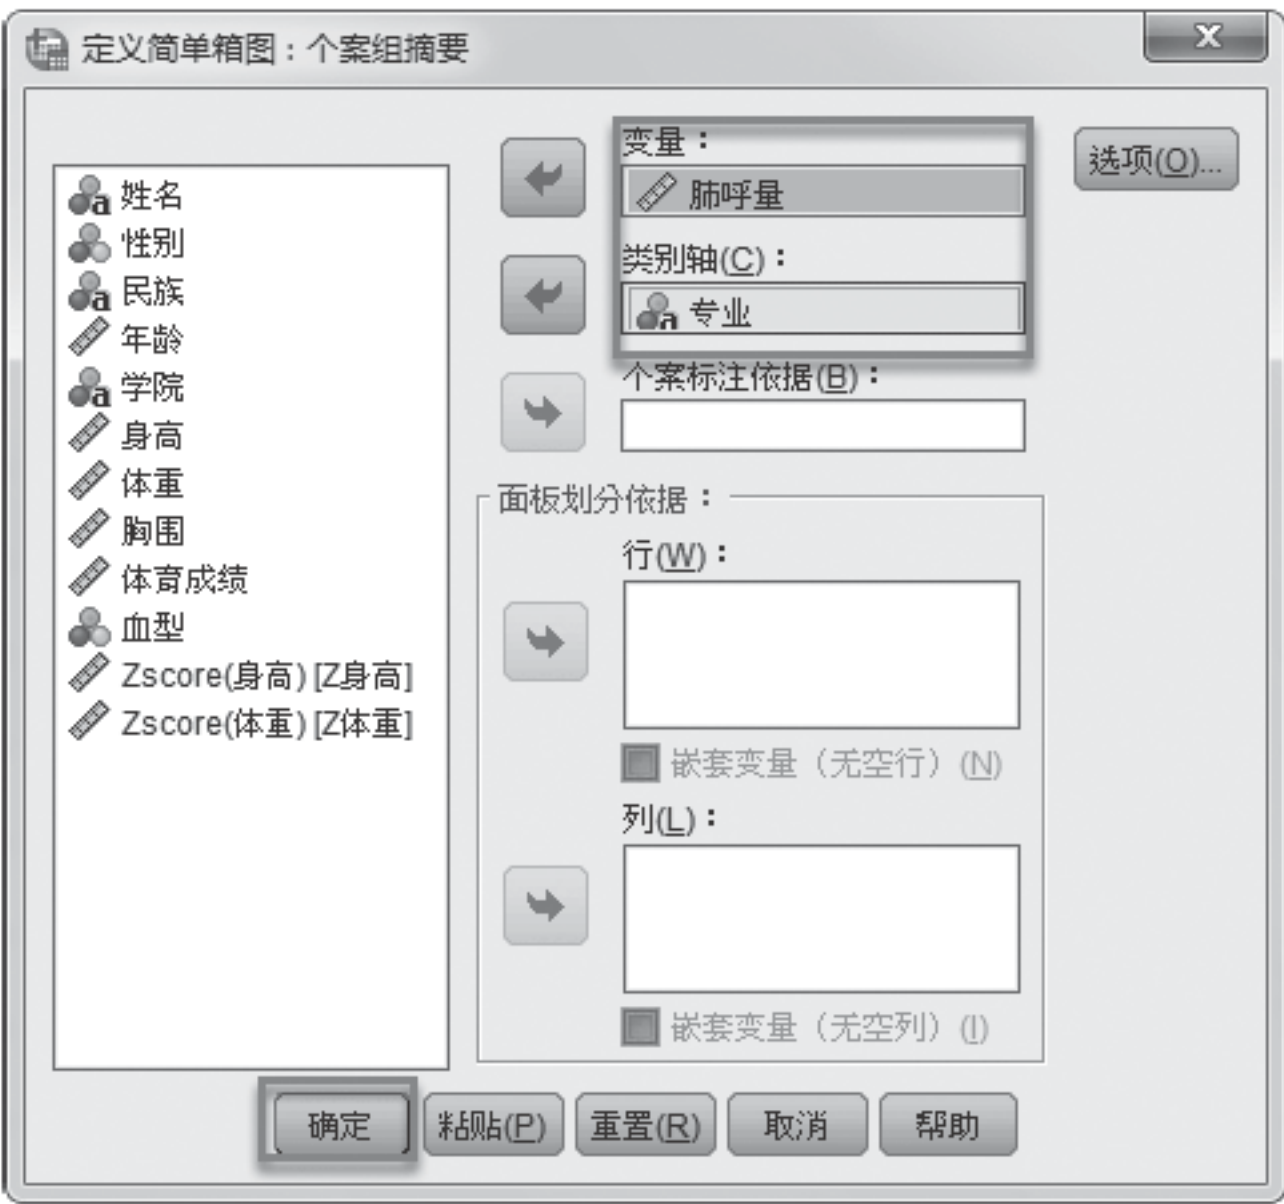 定义简单箱图：个案组摘要
变量：
选项(O)...
肺呼量
类别轴(C)：
专业
个案标注依据(B)：
姓名
性别
民族
年龄
学院
身高
体重
胸围
体育成绩
血型
Zscore(身高) [Z身高]
Zscore(体重) [Z体重]
面板划分依据：
行(W)：
嵌套变量（无空行）(N)
列(L)：
嵌套变量（无空列）(I)
确定 粘贴(P) 重置(R) 取消 帮助